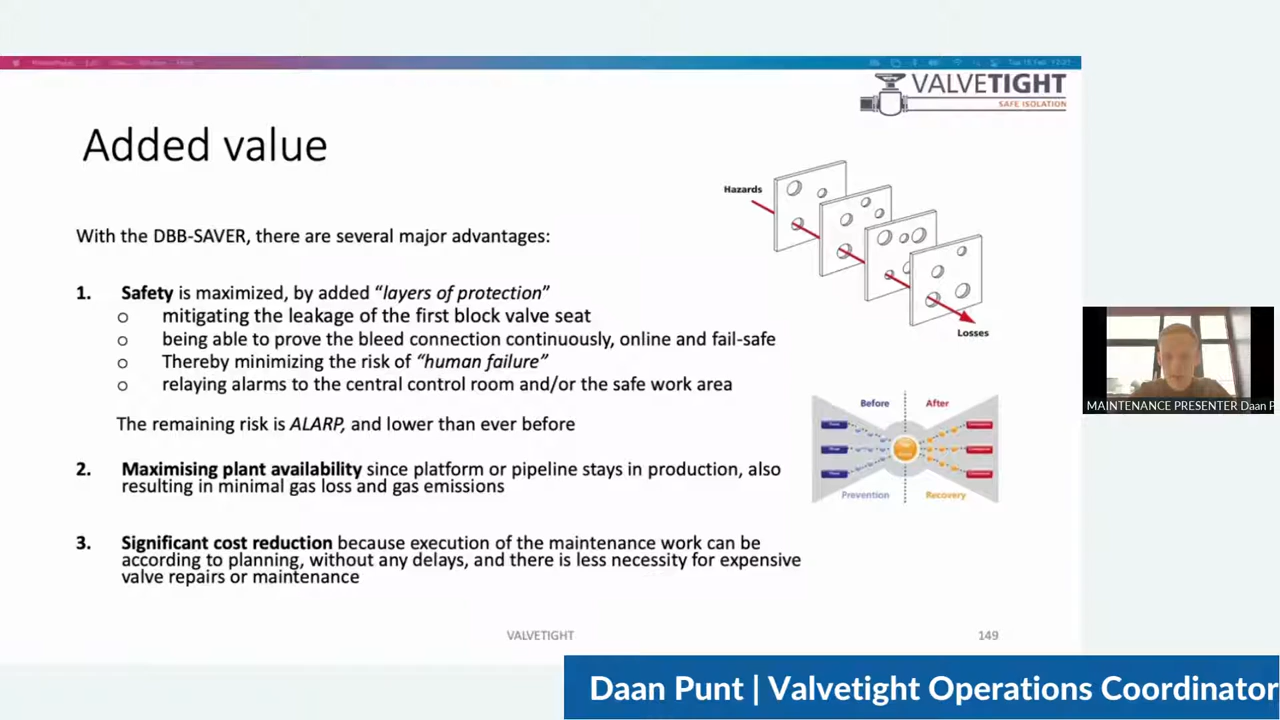 VALVETIGHT
SAFE ISOLATION
Added value
Hazards
With the DBB-SAVER, there are several major advantages:
1. Safety is maximized, by added “layers of protection”
o mitigating the leakage of the first block valve seat
o being able to prove the bleed connection continuously, online and fail-safe
o Thereby minimizing the risk of “human failure”
o relaying alarms to the central control room and/or the safe work area
Losses
The remaining risk is ALARP, and lower than ever before
Before After
Prevention Recovery
2. Maximising plant availability since platform or pipeline stays in production, also
resulting in minimal gas loss and gas emissions
3. Significant cost reduction because execution of the maintenance work can be
according to planning, without any delays, and there is less necessity for expensive
valve repairs or maintenance
VALVETIGHT
149
MAINTENANCE PRESENTER Daan P
Daan Punt | Valvetight Operations Coordinator